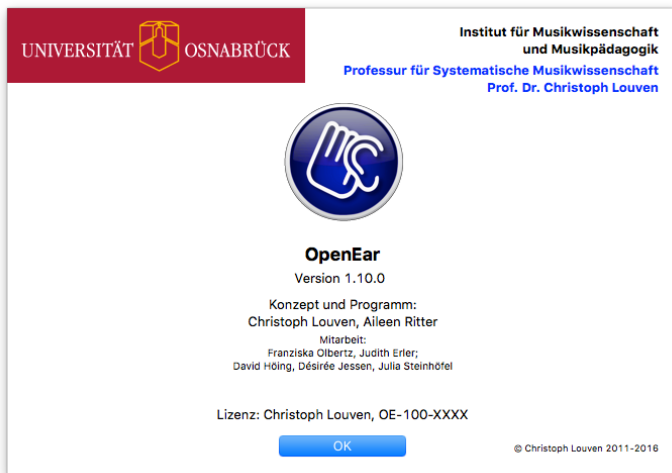 UNIVERSITÄT OSNABRÜCK
Institut für Musikwissenschaft
und Musikpädagogik
Professur für Systematische Musikwissenschaft
Prof. Dr. Christoph Louven
OpenEar
Version 1.10.0
Konzept und Programm:
Christoph Louven, Aileen Ritter
Mitarbeit:
Franziska Olbertz, Judith Erler;
David Höing, Désirée Jessen, Julia Steinhöfel
Lizenz: Christoph Louven, OE-100-XXXX
OK
© Christoph Louven 2011-2016